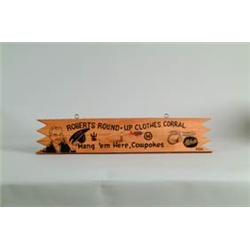 ROBERTS ROUND-UP CLOTHES CORRAL
"Hang 'em Here, Cowpokes